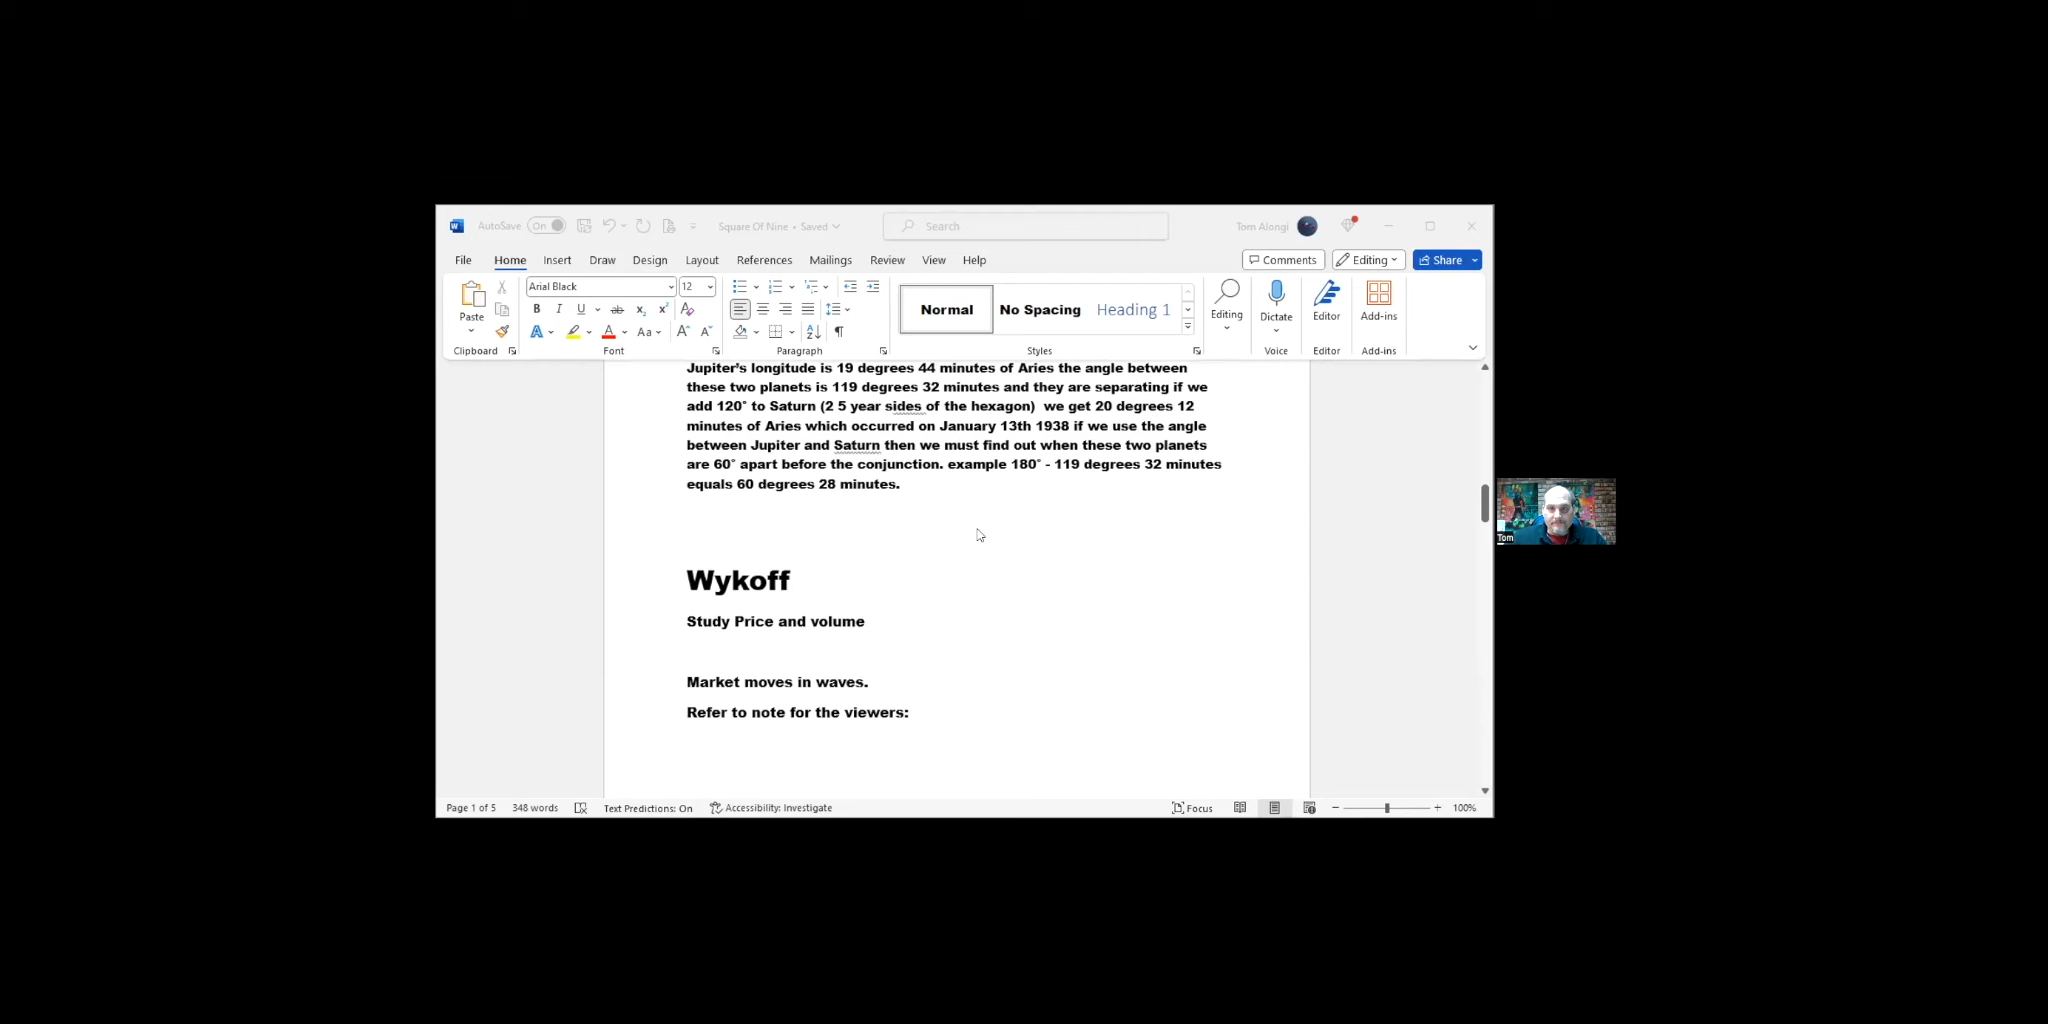 AutoSave On Square Of Nine • Saved Search Tom Alongi
File Home Insert Draw Design Layout References Mailings Review View Help Comments Editing Share
Paste Arial Black 12 Normal No Spacing Heading 1 Editing Dictate Editor Add-ins
Clipboard Font Paragraph Styles Voice Editor Add-ins
Jupiter's longitude is 19 degrees 44 minutes of Aries the angle between
these two planets is 119 degrees 32 minutes and they are separating if we
add 120° to Saturn (2 5 year sides of the hexagon) we get 20 degrees 12
minutes of Aries which occurred on January 13th 1938 if we use the angle
between Jupiter and Saturn then we must find out when these two planets
are 60° apart before the conjunction. example 180° - 119 degrees 32 minutes
equals 60 degrees 28 minutes.
Wykoff
Study Price and volume
Market moves in waves.
Refer to note for the viewers:
Page 1 of 5 348 words Text Predictions: On Accessibility: Investigate Focus 100%
Tom